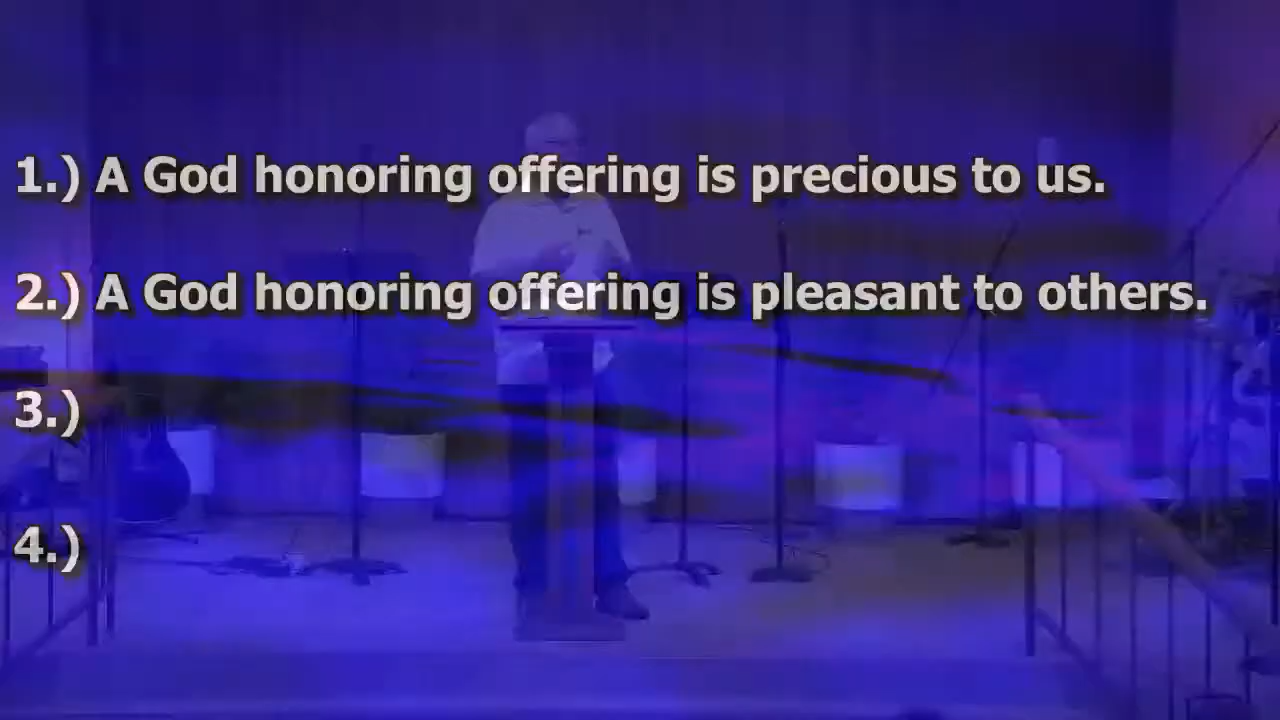 1.) A God honoring offering is precious to us.
2.) A God honoring offering is pleasant to others.
3.)
4.)